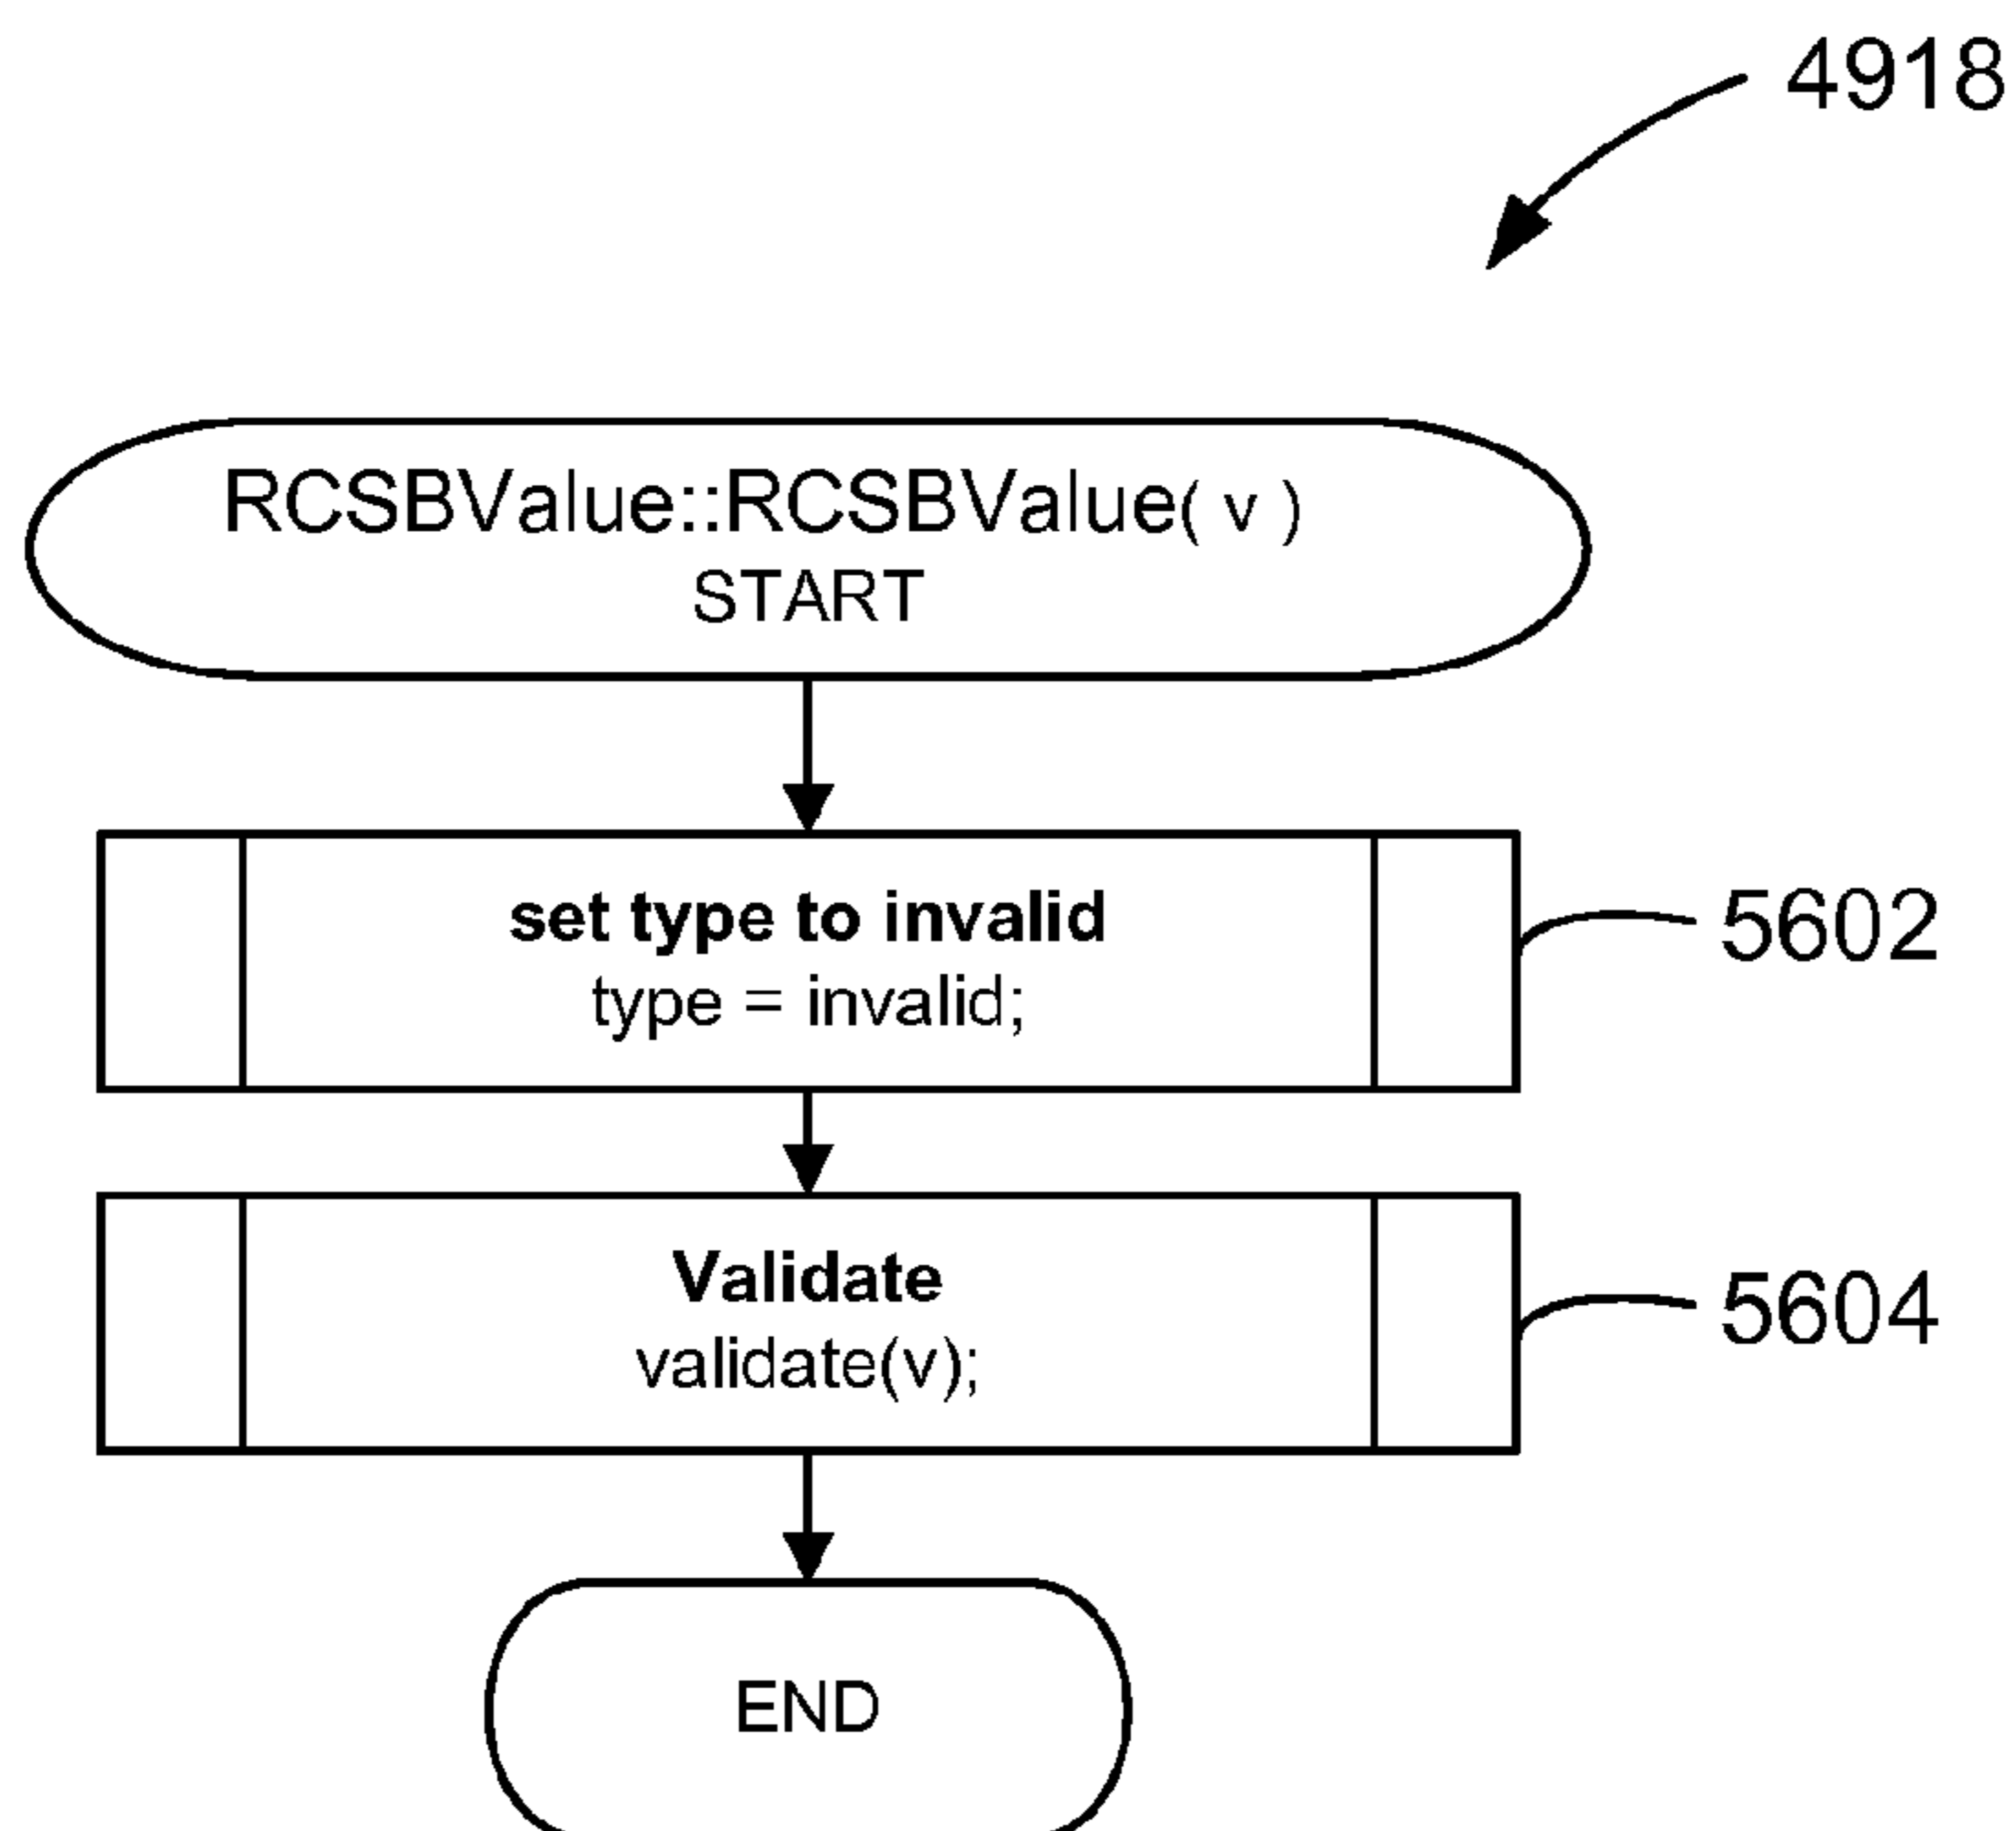 4918
RCSBValue::RCSBValue( v )
START
set type to invalid
type = invalid;
5602
Validate
validate(v);
5604
END